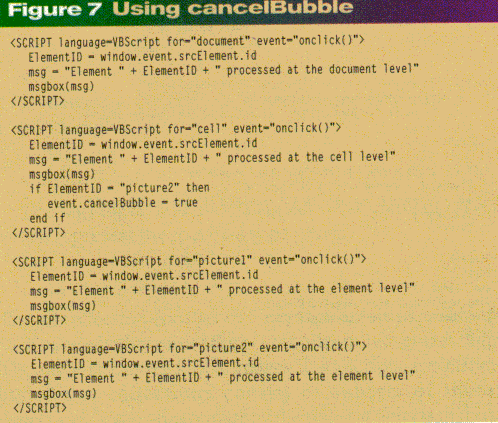 Figure 7 Using cancelBubble
<SCRIPT language=VBScript for="document" event="onclick()">
ElementID = window.event.srcElement.id
msg = "Element " + ElementID + " processed at the document level"
msgbox(msg)
</SCRIPT>
<SCRIPT language=VBScript for="cell" event="onclick()">
ElementID = window.event.srcElement.id
msg = "Element " + ElementID + " processed at the cell level"
msgbox(msg)
if ElementID = "picture2" then
event.cancelBubble = true
end if
</SCRIPT>
<SCRIPT language=VBScript for="picture1" event="onclick()">
ElementID = window.event.srcElement.id
msg = "Element " + ElementID + " processed at the element level"
msgbox(msg)
</SCRIPT>
<SCRIPT language=VBScript for="picture2" event="onclick()">
ElementID = window.event.srcElement.id
msg = "Element " + ElementID + " processed at the element level"
msgbox(msg)
</SCRIPT>